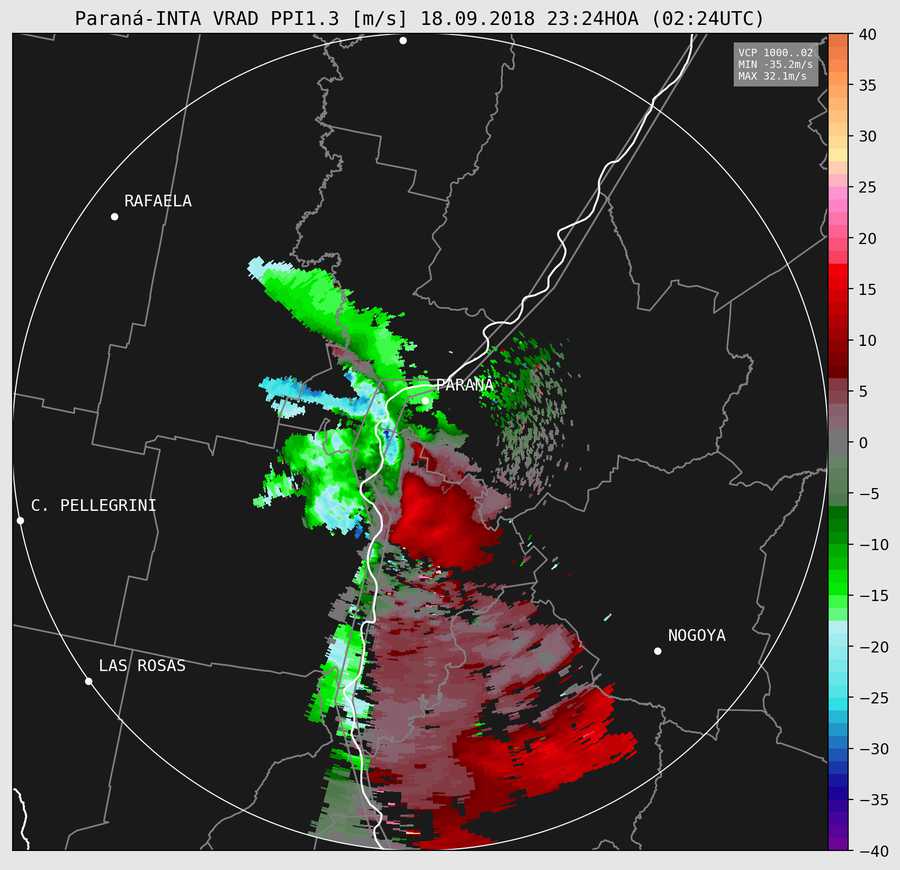 Paraná-INTA VRAD PPI1.3 [m/s] 18.09.2018 23:24HOA (02:24UTC)
VCP 1000..02
MIN -35.2m/s
MAX 32.1m/s
40
35
30
25
20
15
10
5
0
−5
−10
−15
−20
−25
−30
−35
−40
RAFAELA
PARANÁ
C. PELLEGRINI
NOGOYA
LAS ROSAS